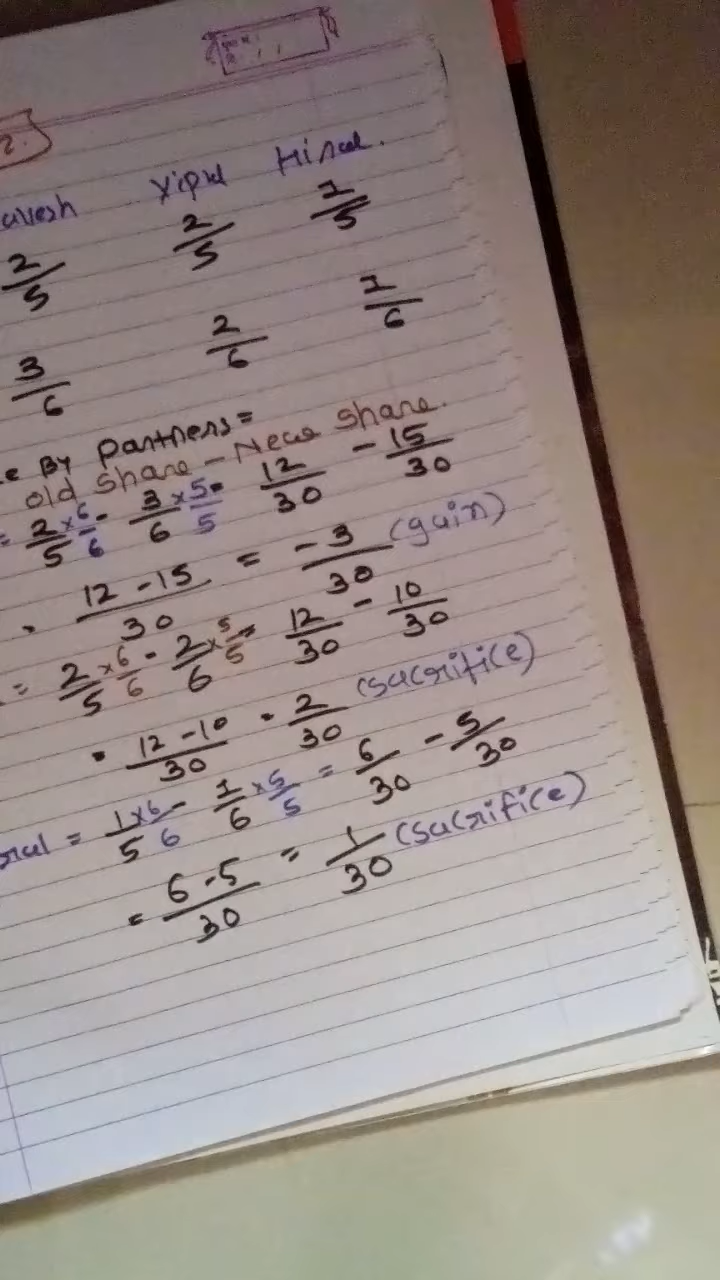 2.
avesh Vipul Hiral.
2/5 2/5 1/5
3/6 2/6 1/6
e By partners =
old share - New share.
= 2/5 ×6/6 - 3/6 ×5/5 = 12/30 - 15/30
= 12 - 15/30 = - 3/30 (gain)
= 2/5 ×6/6 - 2/6 ×5/5 = 12/30 - 10/30
= 12 - 10/30 = 2/30 (sacrifice)
ral = 1/5 ×6/6 - 1/6 ×5/5 = 6/30 - 5/30
= 6 - 5/30 = 1/30 (sacrifice)